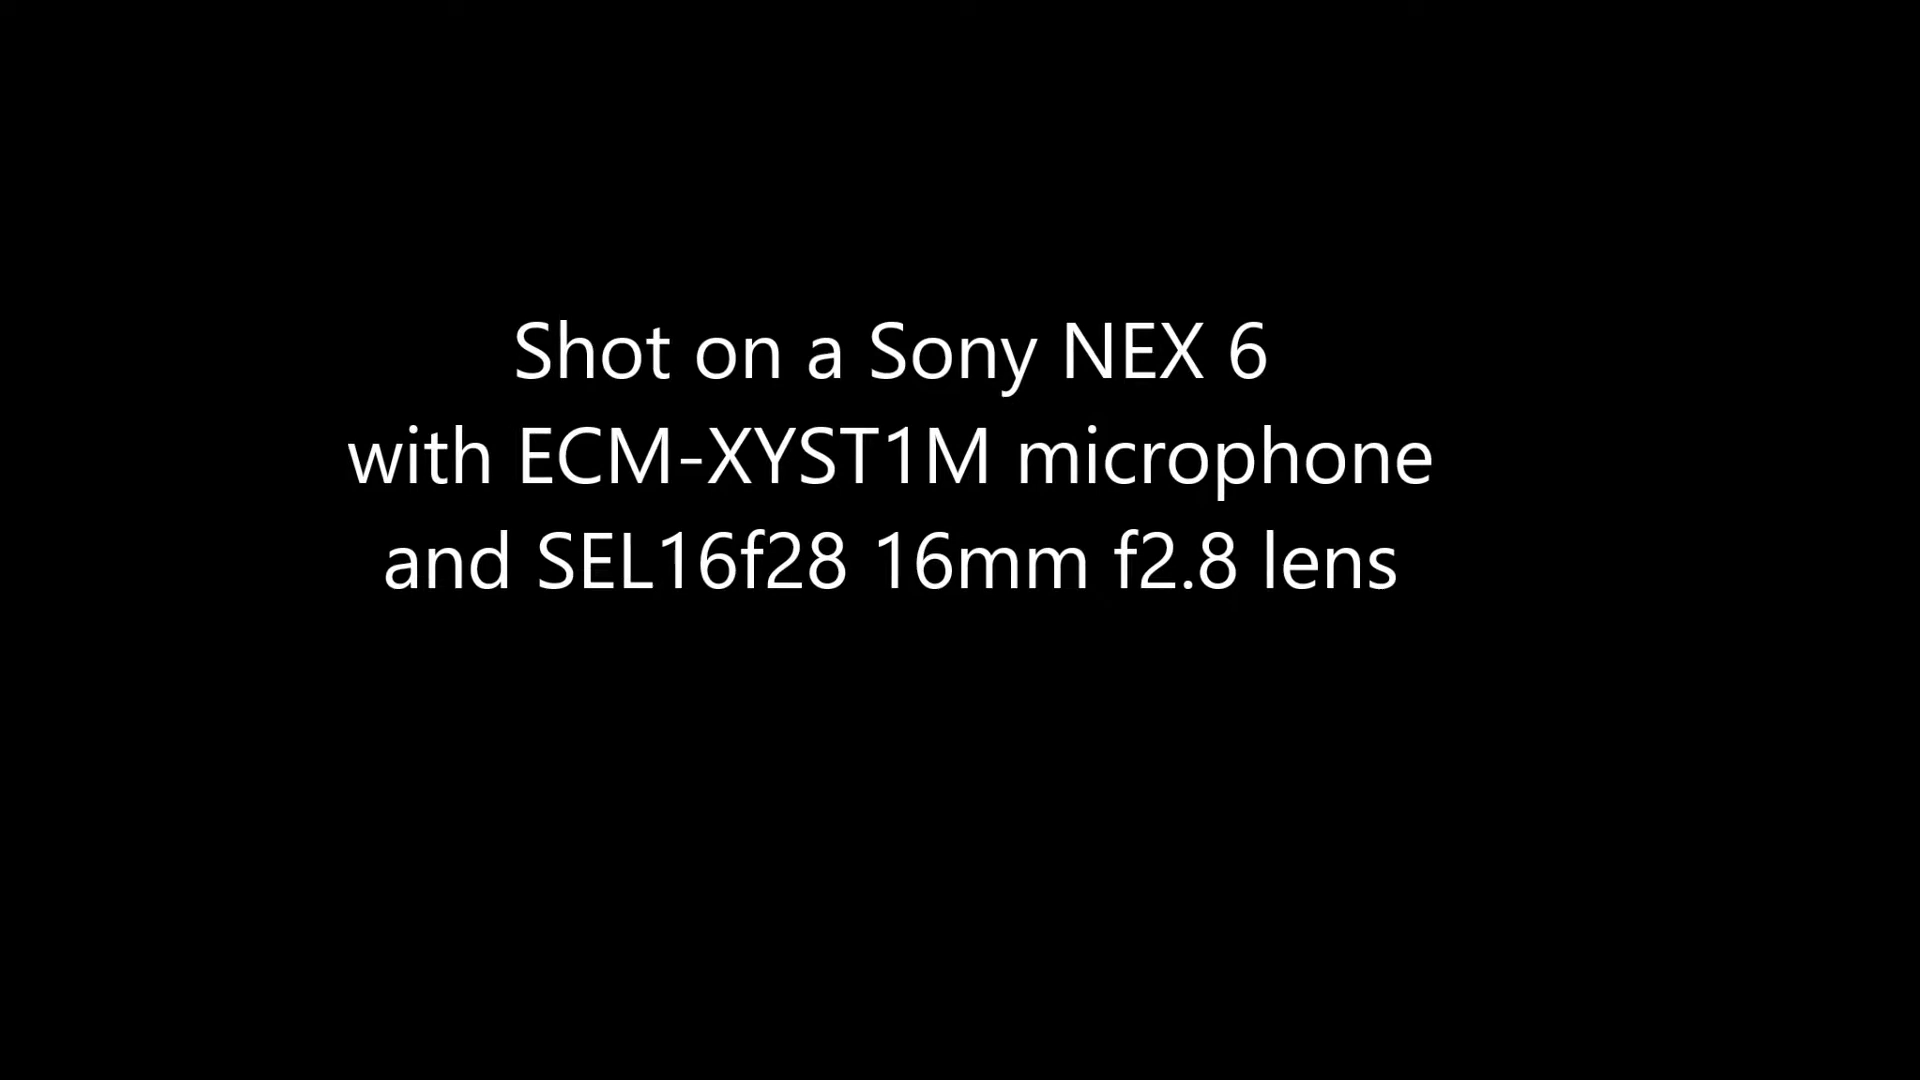 Shot on a Sony NEX 6
with ECM-XYST1M microphone
and SEL16f28 16mm f2.8 lens